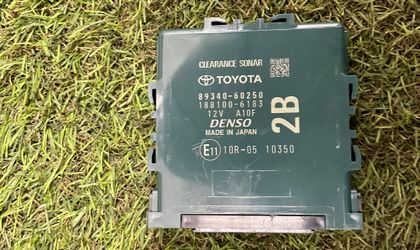 CLEARANCE SONAR
TOYOTA
89340-60250
188100-6183
12V A10F
DENSO
MADE IN JAPAN
2B
E11 10R-05 10350